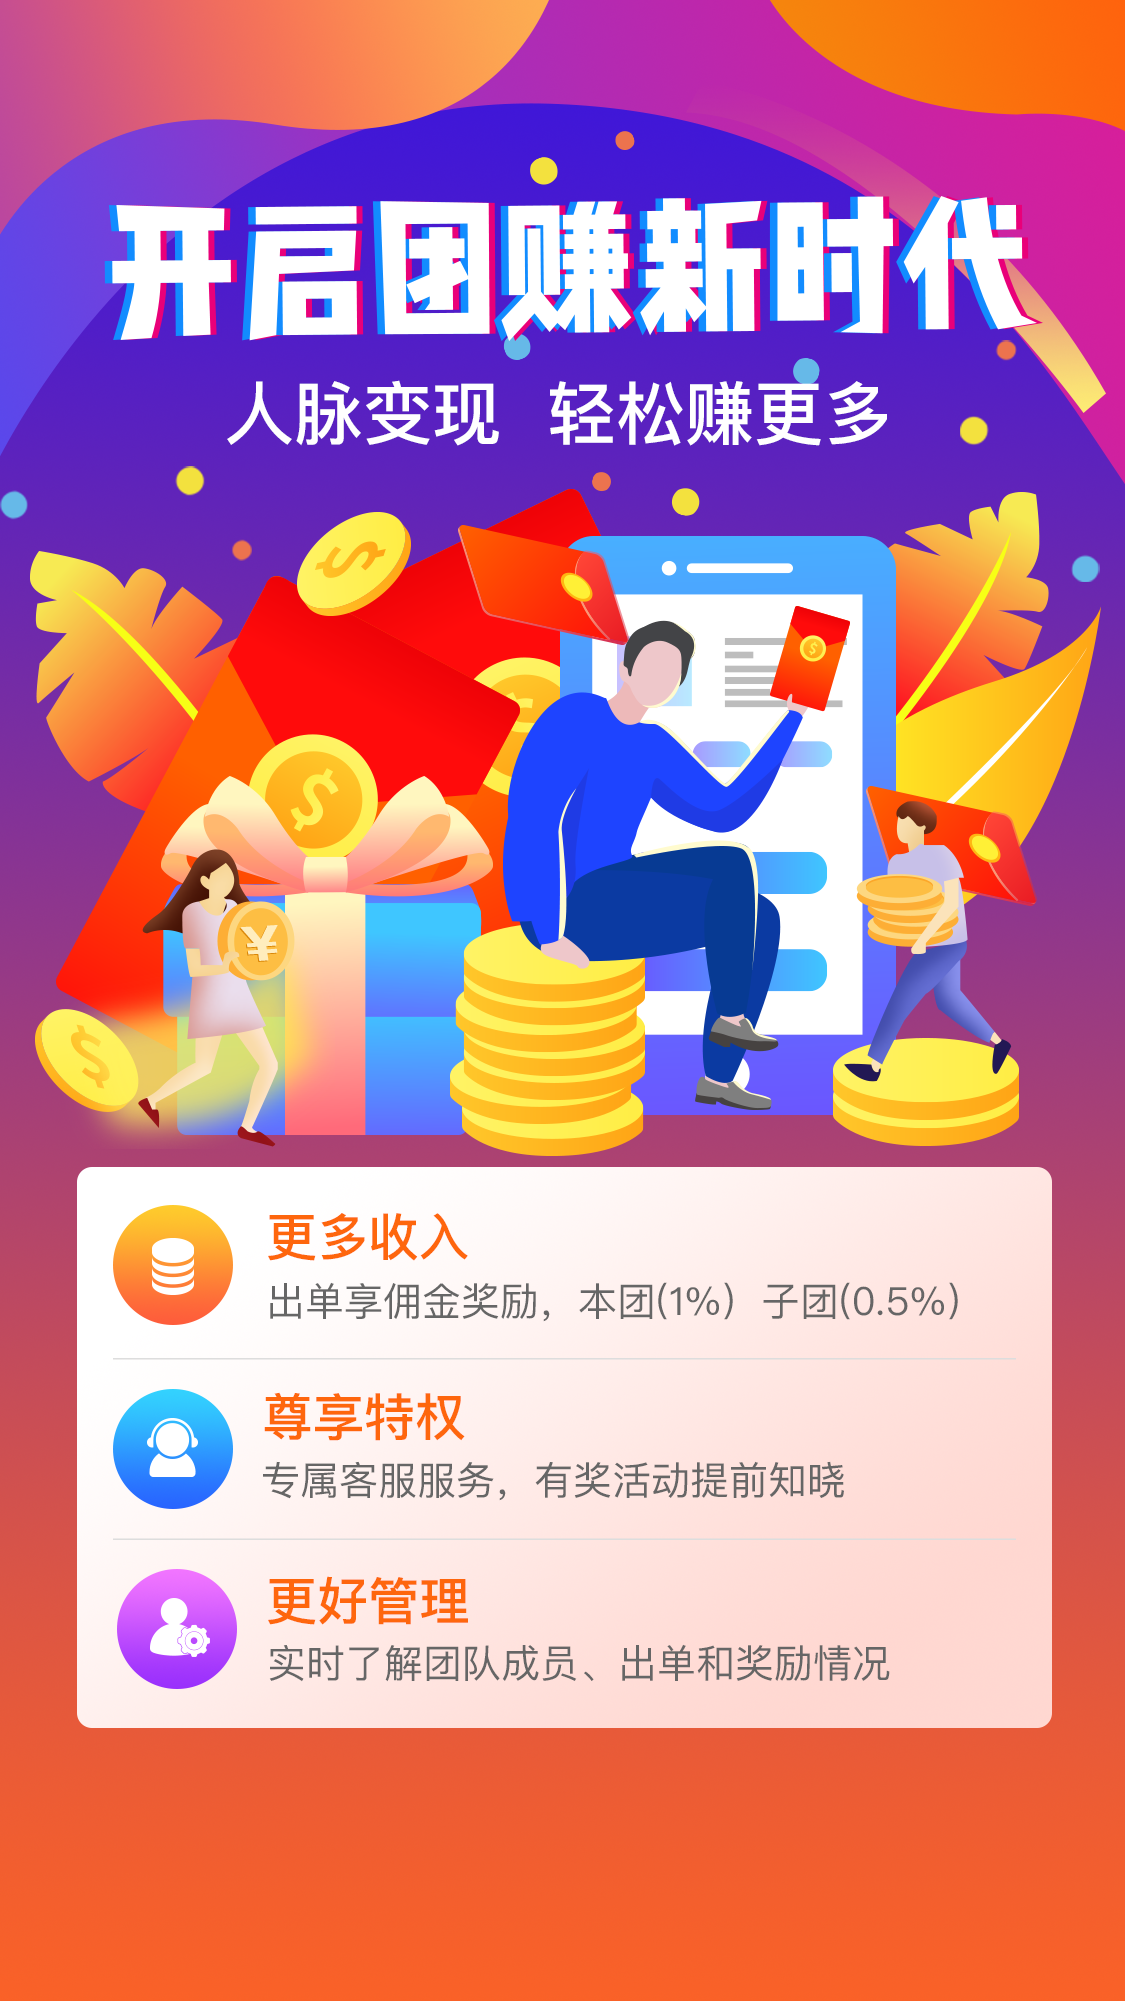 开启团赚新时代
人脉变现 轻松赚更多
$
$
¥
$
$
更多收入
出单享佣金奖励，本团(1%) 子团(0.5%)
尊享特权
专属客服服务，有奖活动提前知晓
更好管理
实时了解团队成员、出单和奖励情况